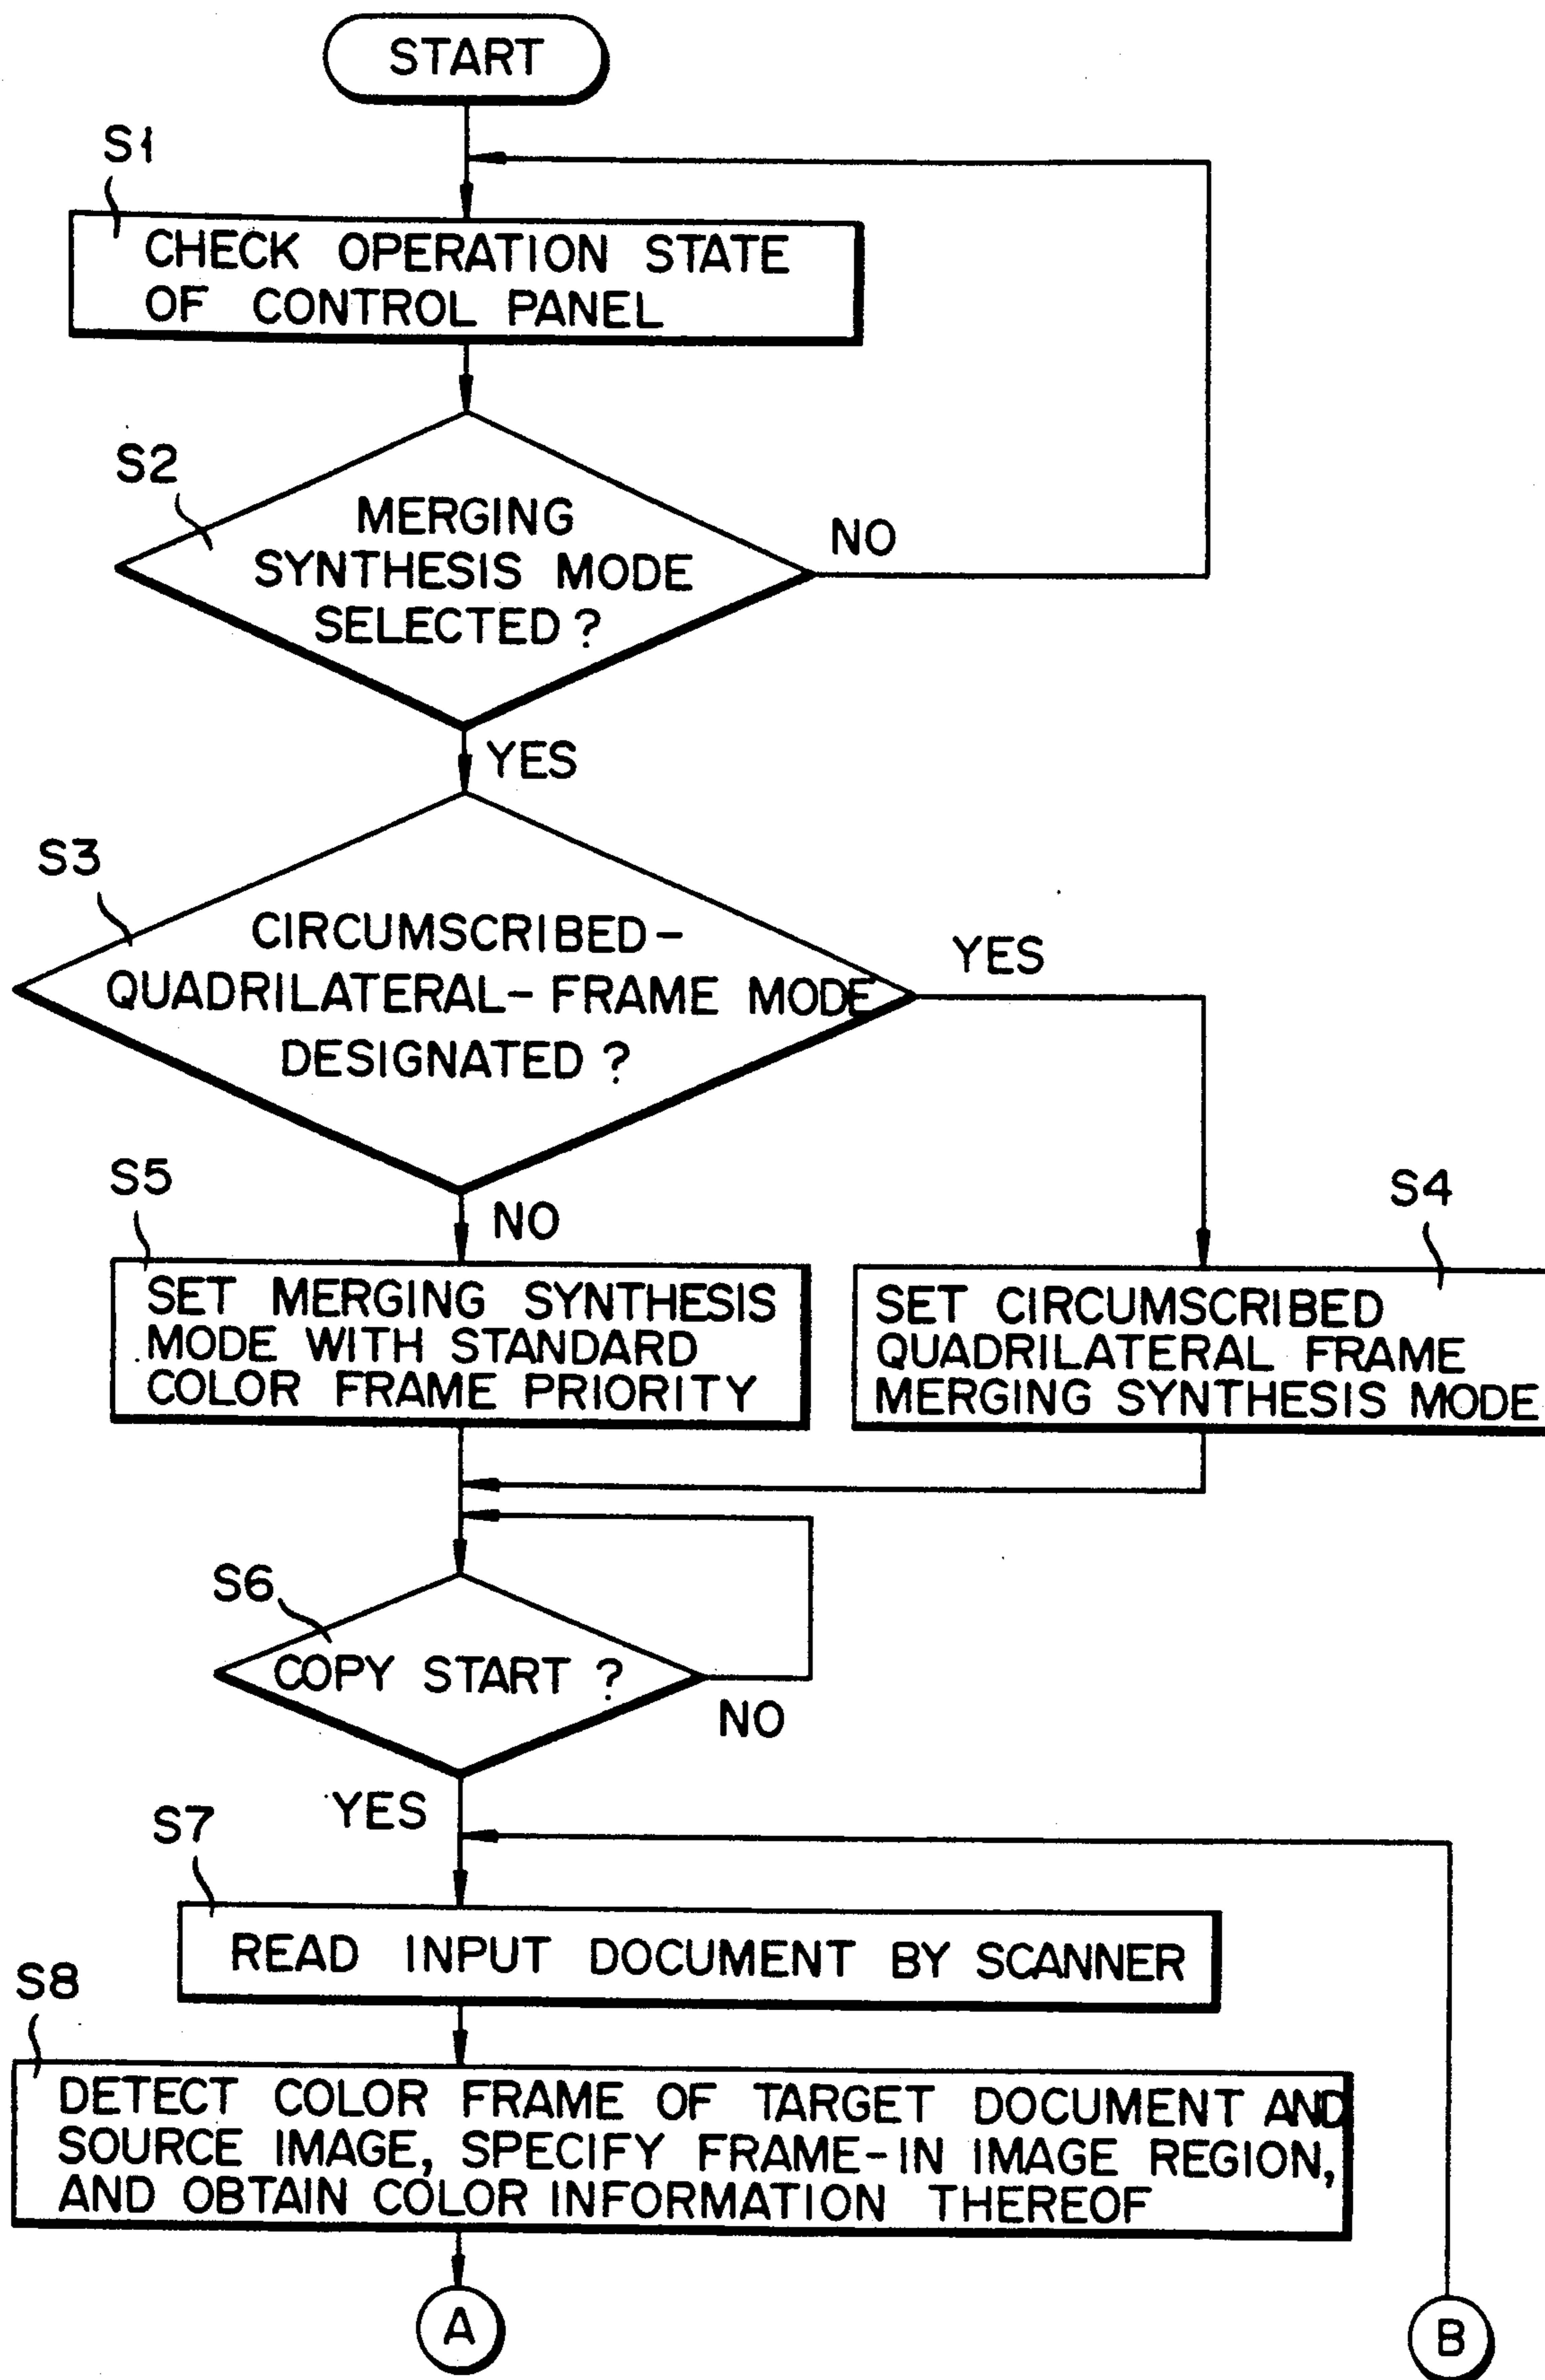 START
S1
CHECK OPERATION STATE
OF CONTROL PANEL
S2
MERGING
SYNTHESIS MODE
SELECTED ?
NO
YES
S3
CIRCUMSCRIBED-
QUADRILATERAL- FRAME MODE
DESIGNATED ?
YES
NO
S5
SET MERGING SYNTHESIS
MODE WITH STANDARD
COLOR FRAME PRIORITY
S4
SET CIRCUMSCRIBED
QUADRILATERAL FRAME
MERGING SYNTHESIS MODE
S6
COPY START ?
NO
YES
S7
READ INPUT DOCUMENT BY SCANNER
S8
DETECT COLOR FRAME OF TARGET DOCUMENT AND
SOURCE IMAGE, SPECIFY FRAME-IN IMAGE REGION,
AND OBTAIN COLOR INFORMATION THEREOF
A
B